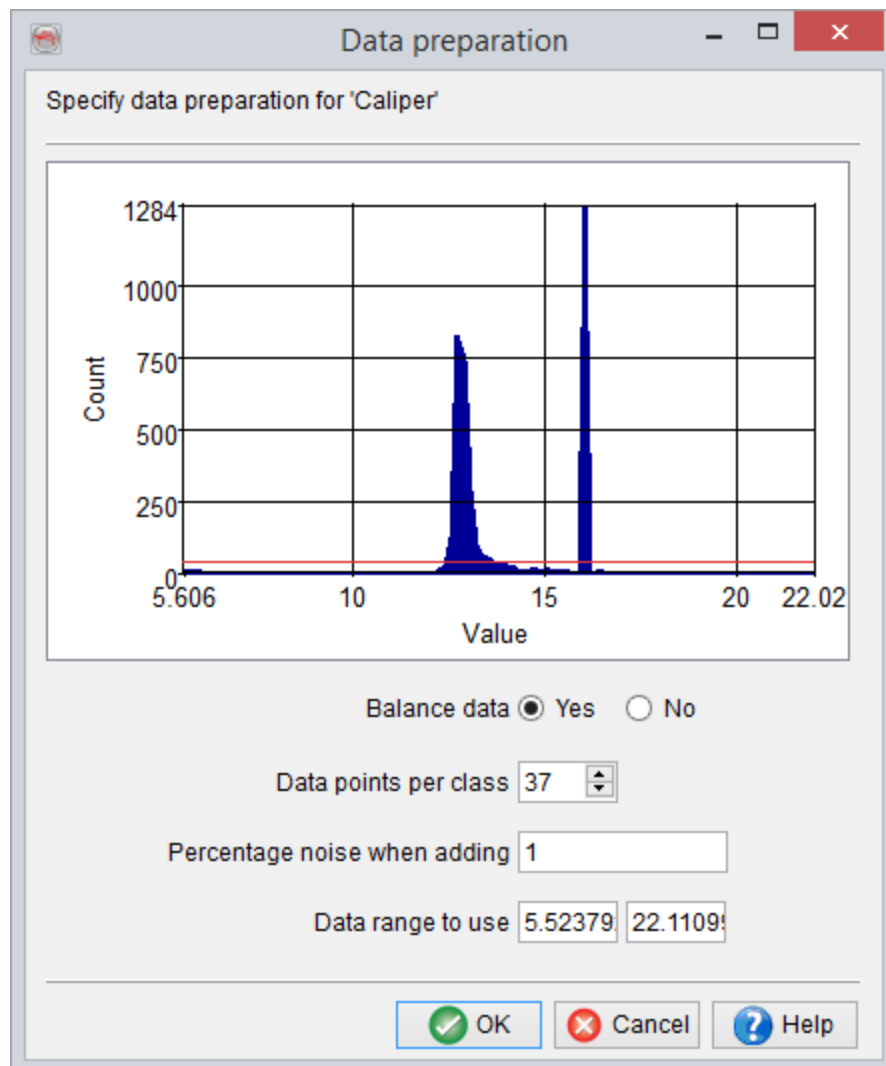 Data preparation
Specify data preparation for 'Caliper'
1284
1000
750
500
250
0
Count
5.606 10 15 20 22.02
Value
Balance data Yes No
Data points per class 37
Percentage noise when adding 1
Data range to use 5.52379 22.1109
OK Cancel Help